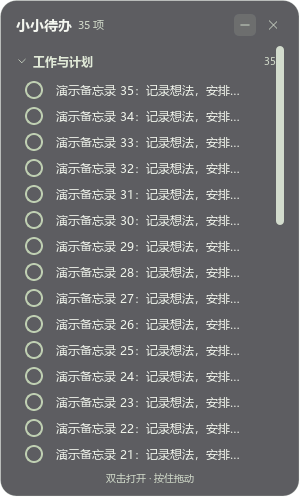 小小待办 35 项
工作与计划 35
演示备忘录 35：记录想法，安排...
演示备忘录 34：记录想法，安排...
演示备忘录 33：记录想法，安排...
演示备忘录 32：记录想法，安排...
演示备忘录 31：记录想法，安排...
演示备忘录 30：记录想法，安排...
演示备忘录 29：记录想法，安排...
演示备忘录 28：记录想法，安排...
演示备忘录 27：记录想法，安排...
演示备忘录 26：记录想法，安排...
演示备忘录 25：记录想法，安排...
演示备忘录 24：记录想法，安排...
演示备忘录 23：记录想法，安排...
演示备忘录 22：记录想法，安排...
演示备忘录 21：记录想法，安排...
双击打开 · 按住拖动